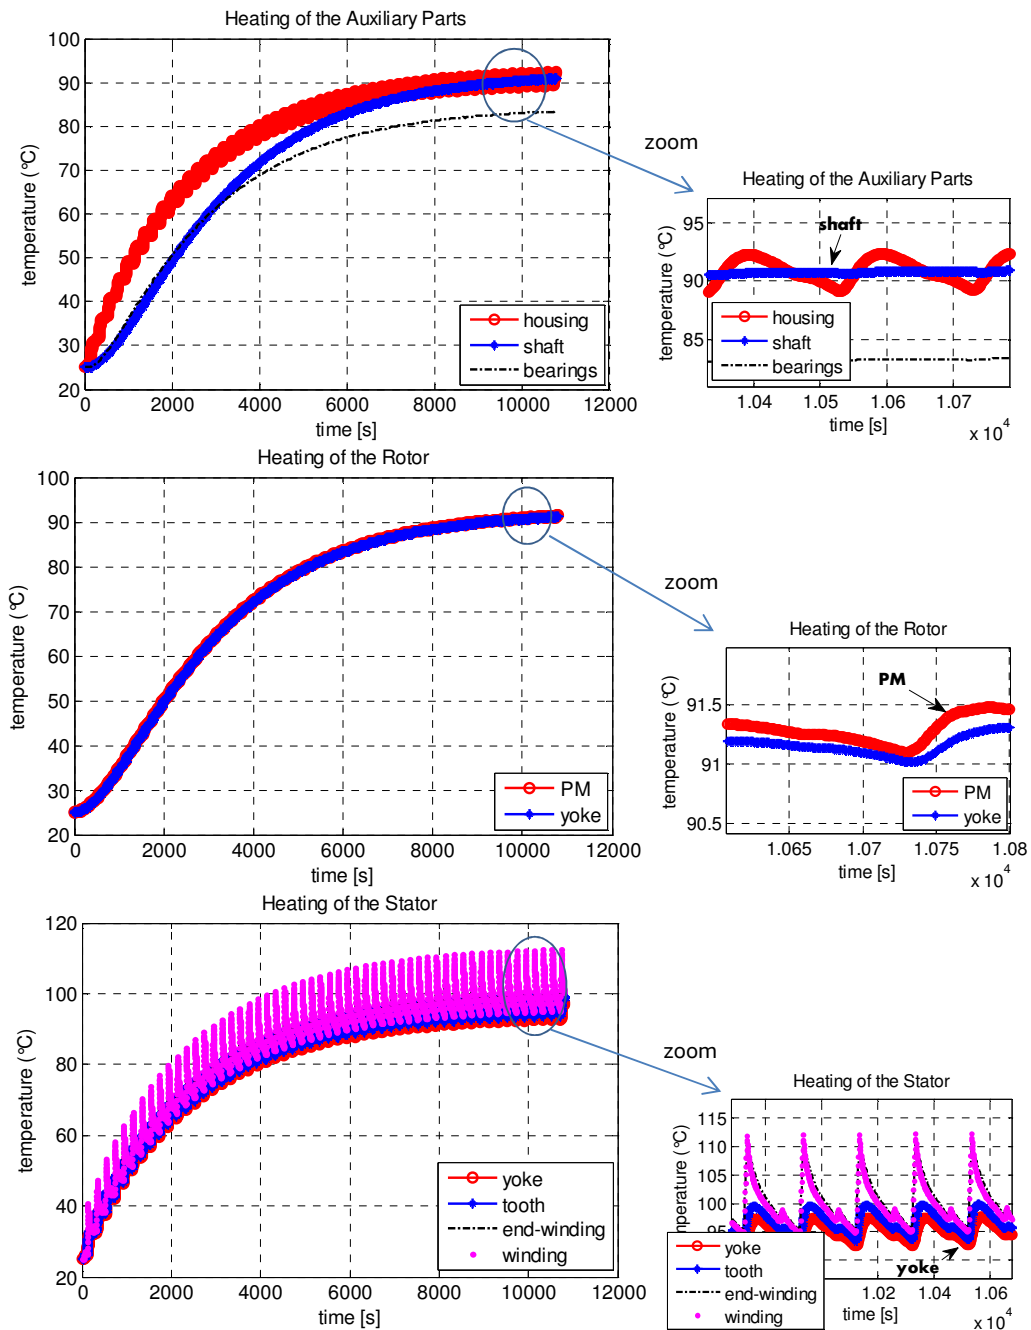 Heating of the Auxiliary Parts
100
90
80
70
60
50
40
30
20
temperature (°C)
housing
shaft
bearings
0 2000 4000 6000 8000 10000 12000
time [s]
zoom
Heating of the Auxiliary Parts
95
90
85
temperature (°C)
shaft
housing
shaft
bearings
1.04 1.05 1.06 1.07
time [s]
x 10^4
Heating of the Rotor
100
90
80
70
60
50
40
30
20
temperature (°C)
PM
yoke
0 2000 4000 6000 8000 10000 12000
time [s]
zoom
Heating of the Rotor
91.5
91
90.5
temperature (°C)
PM
PM
yoke
1.065 1.07 1.075 1.08
time [s]
x 10^4
Heating of the Stator
120
100
80
60
40
20
temperature (°C)
yoke
tooth
end-winding
winding
0 2000 4000 6000 8000 10000 12000
time [s]
zoom
Heating of the Stator
115
110
105
100
95
temperature (°C)
yoke
yoke
tooth
end-winding
winding
1.02 1.04 1.06
time [s]
x 10^4